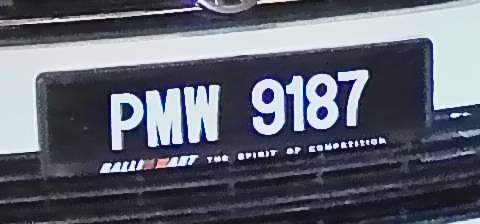 PMW 9187
RALLIART THE SPIRIT OF COMPETITION